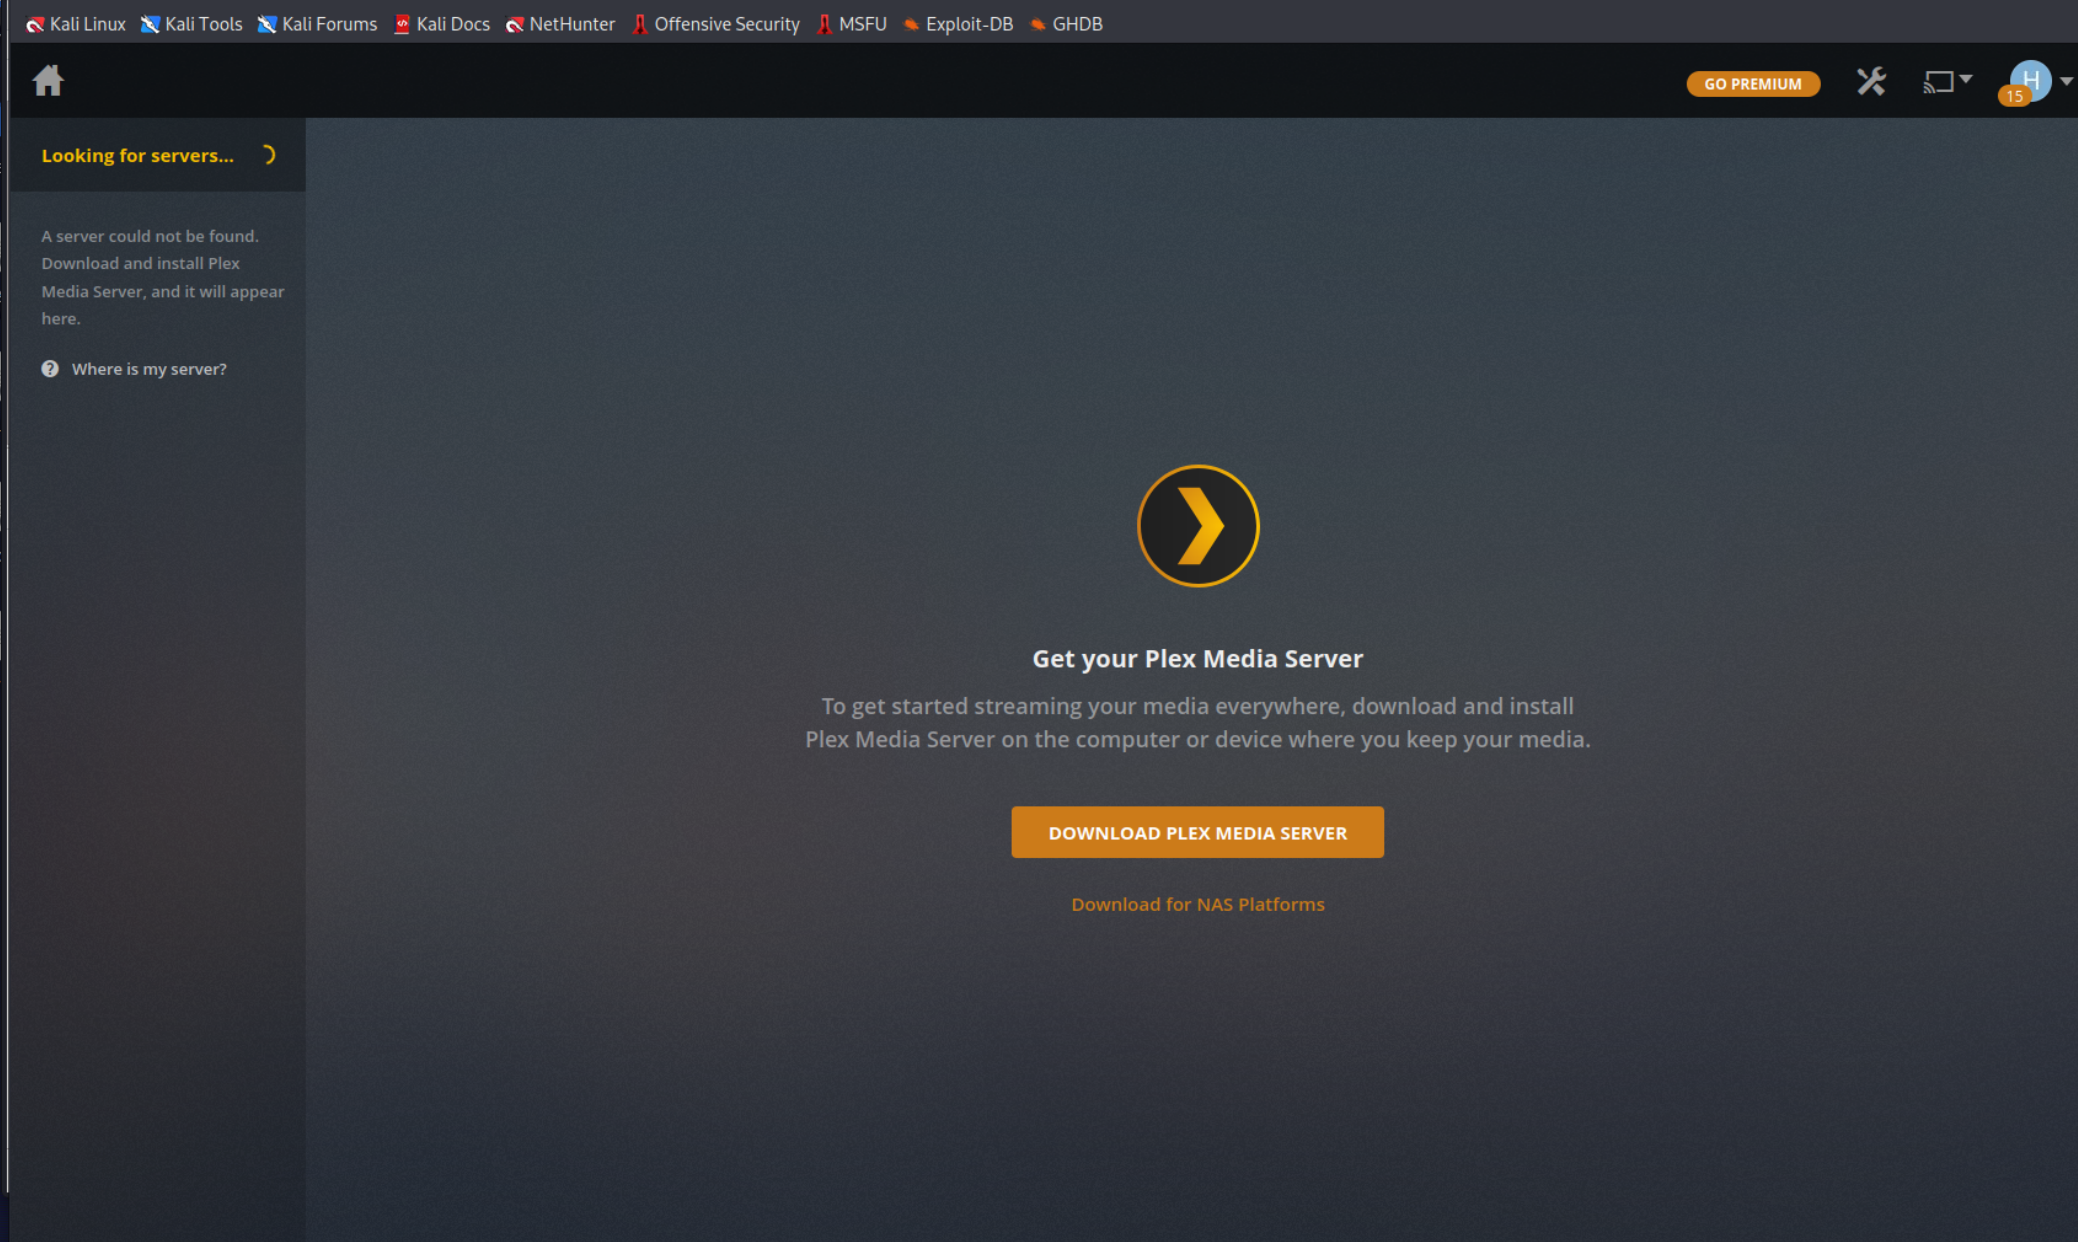 Kali Linux Kali Tools Kali Forums Kali Docs NetHunter Offensive Security MSFU Exploit-DB GHDB
GO PREMIUM
H
15
Looking for servers...
A server could not be found.
Download and install Plex
Media Server, and it will appear
here.
? Where is my server?
Get your Plex Media Server
To get started streaming your media everywhere, download and install
Plex Media Server on the computer or device where you keep your media.
DOWNLOAD PLEX MEDIA SERVER
Download for NAS Platforms